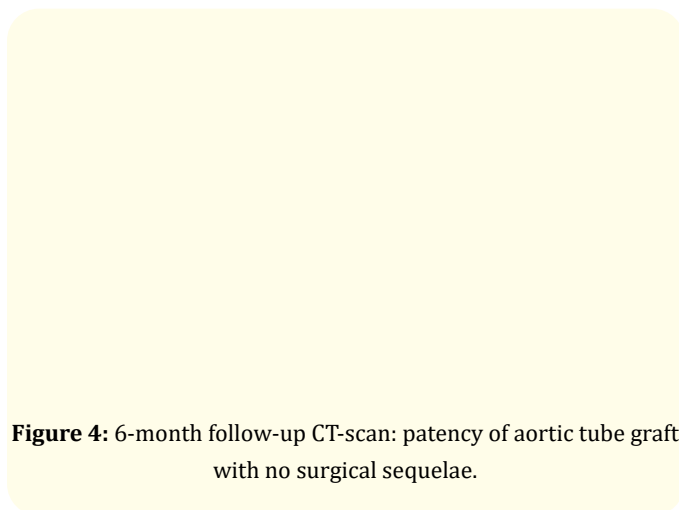 Figure 4: 6-month follow-up CT-scan: patency of aortic tube graft
with no surgical sequelae.